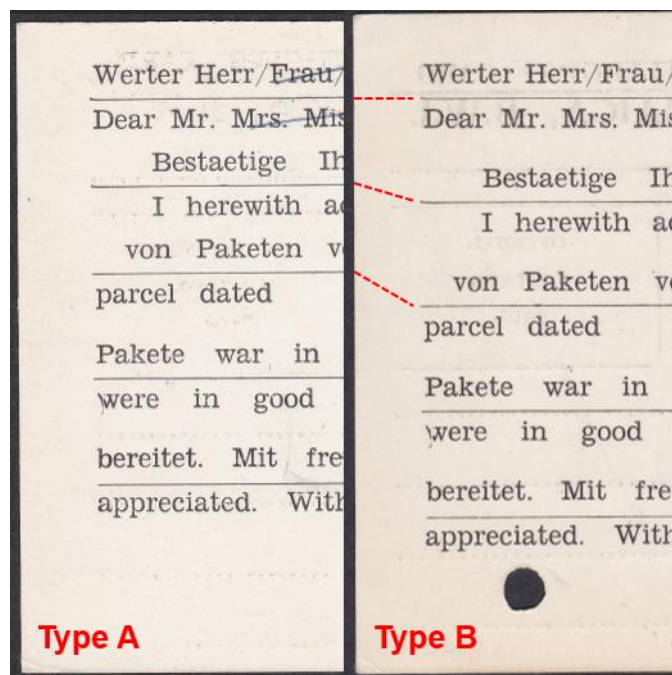 Werter Herr/Frau/
Dear Mr. Mrs. Mis
Bestaetige Ih
I herewith ac
von Paketen v
parcel dated
Pakete war in
were in good
bereitet. Mit fre
appreciated. With
Type A
Werter Herr/Frau/
Dear Mr. Mrs. Mis
Bestaetige Ih
I herewith ac
von Paketen ve
parcel dated
Pakete war in
were in good
bereitet. Mit fre
appreciated. With
Type B